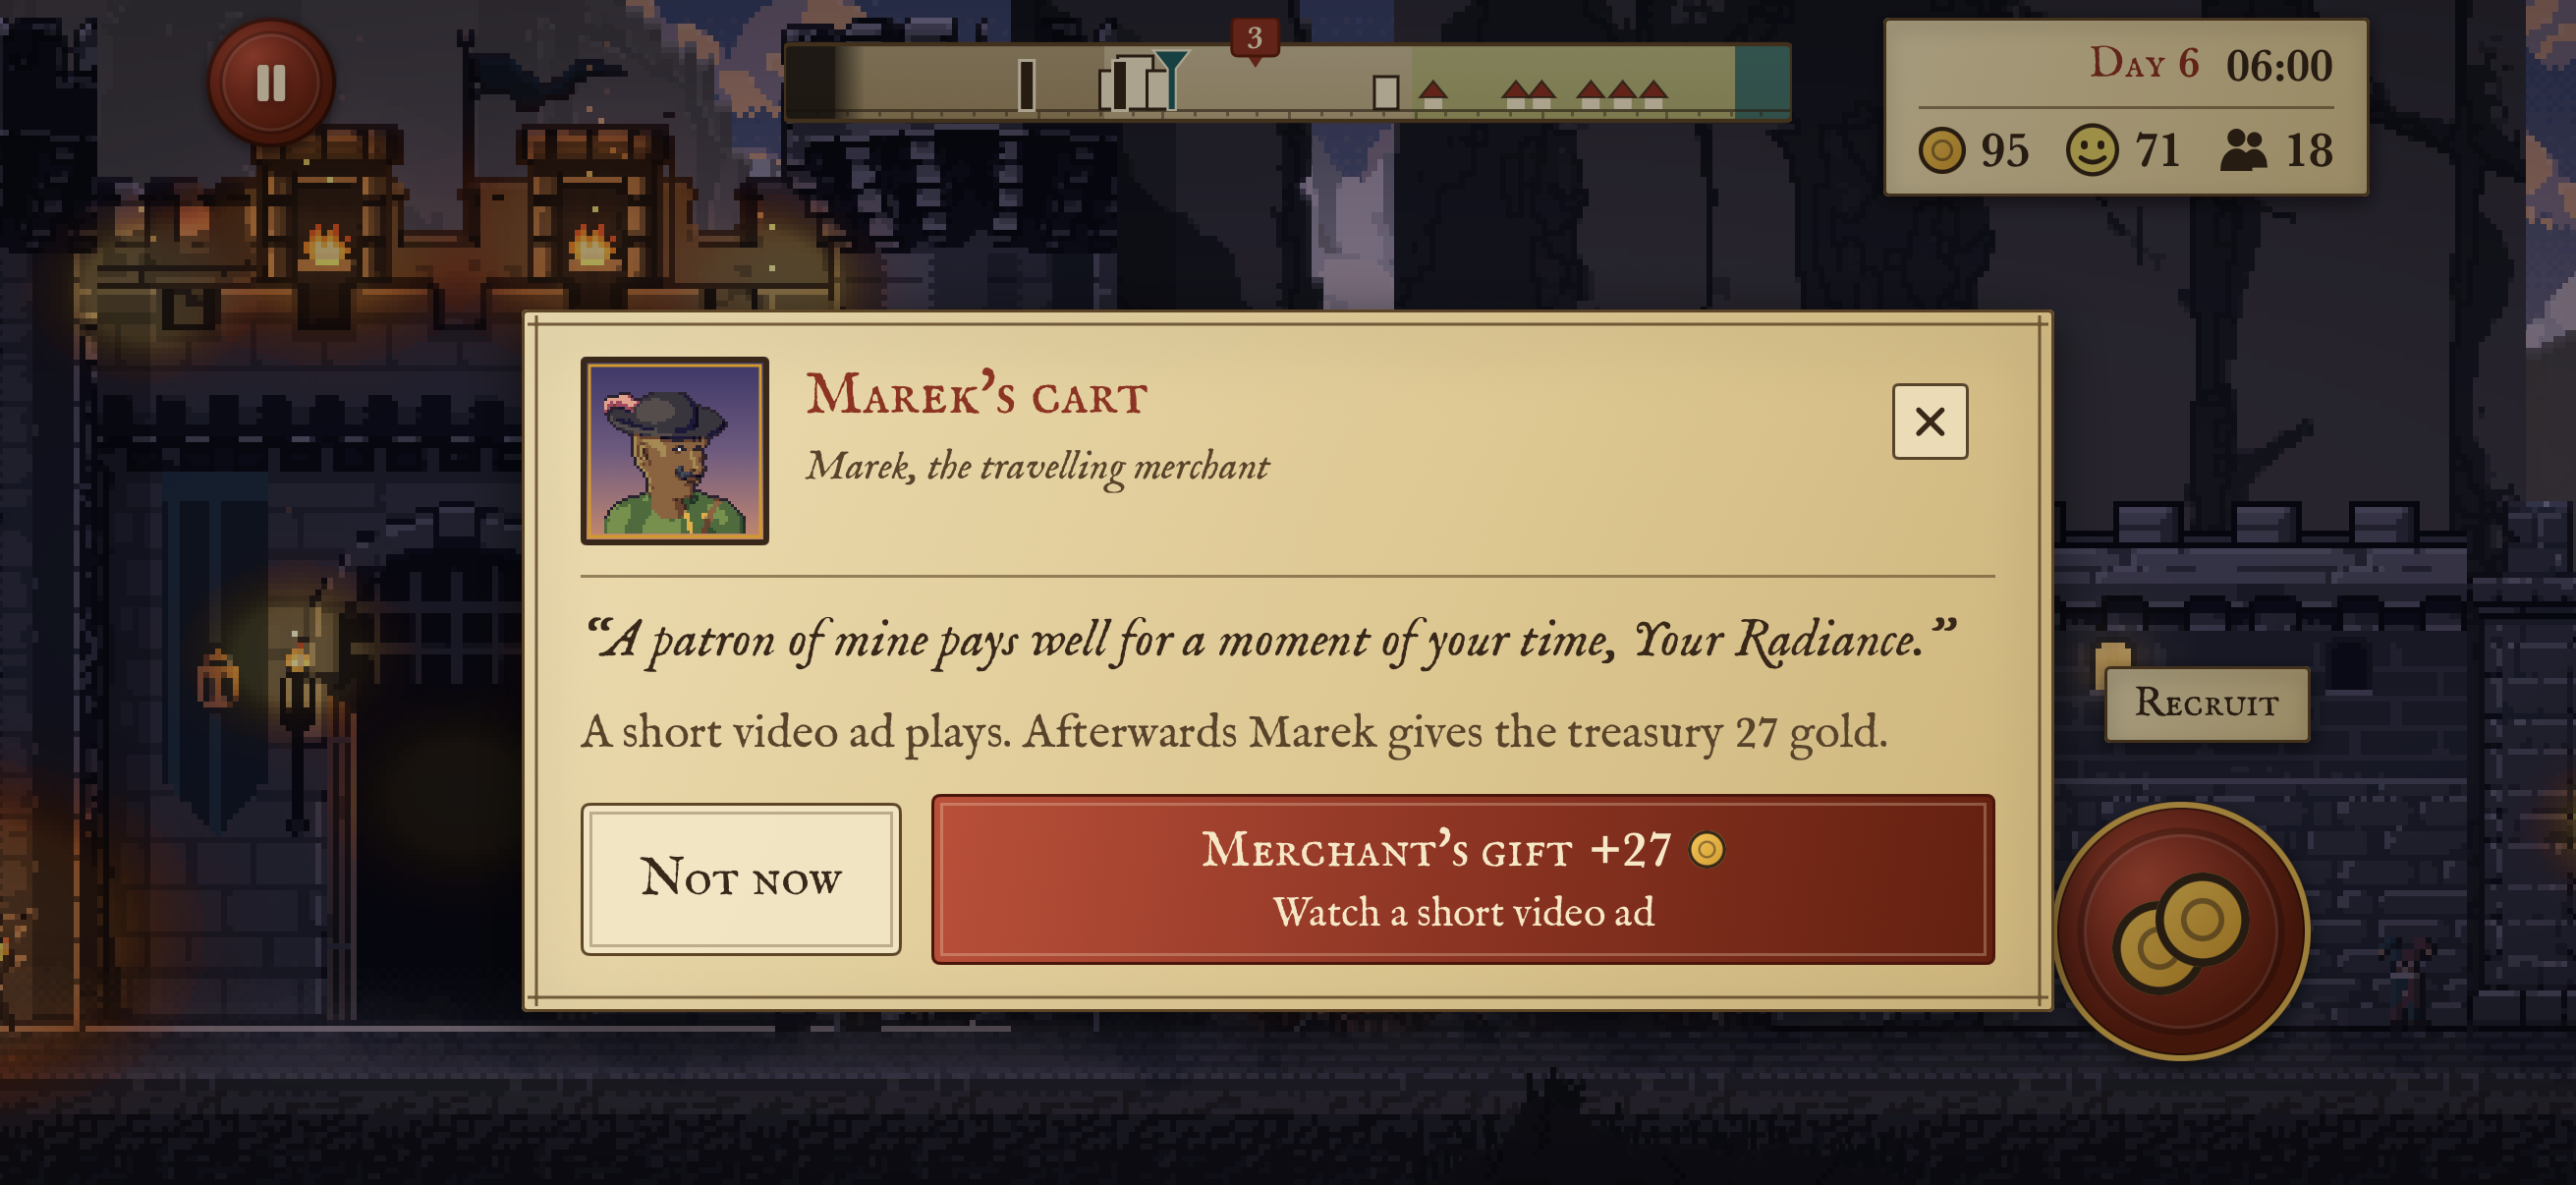 3
Day 6 06:00
95 71 18
Marek's cart
Marek, the travelling merchant
“A patron of mine pays well for a moment of your time, Your Radiance.”
A short video ad plays. Afterwards Marek gives the treasury 27 gold.
Not now
Merchant's gift +27
Watch a short video ad
Recruit